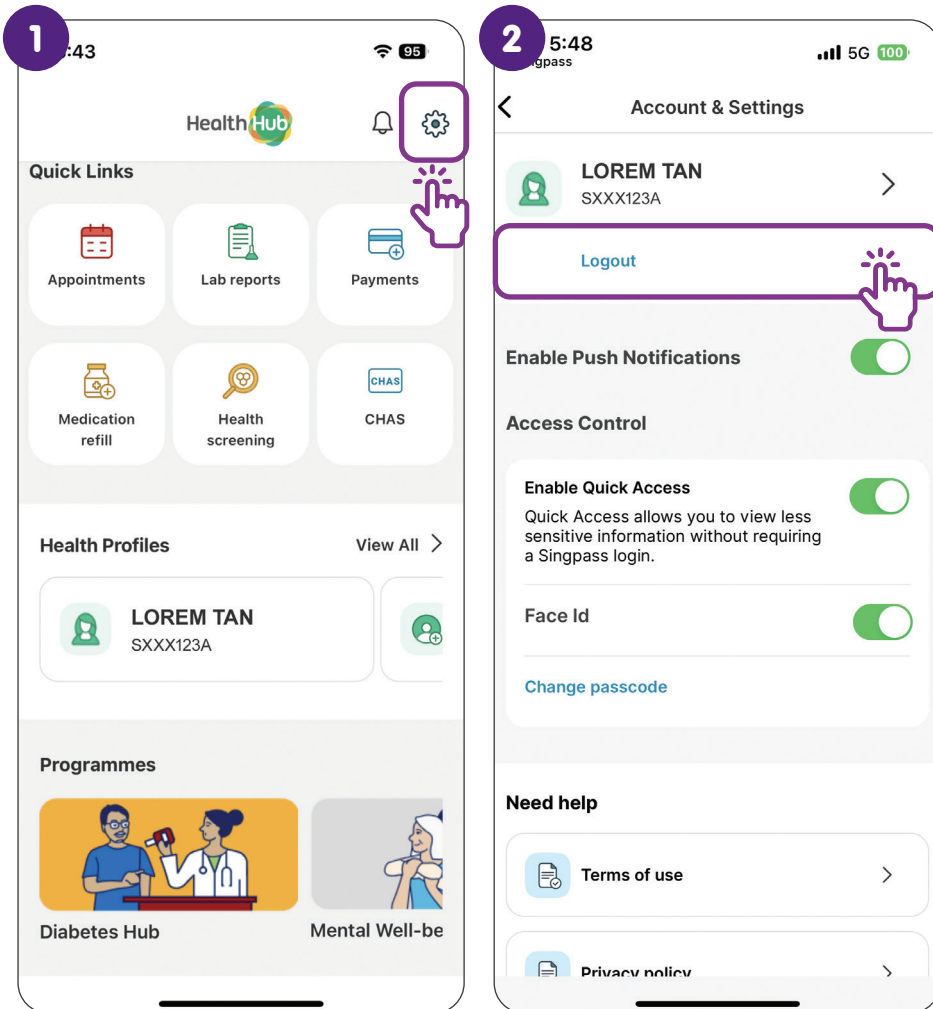 1
:43
95
HealthHub
Quick Links
Appointments
Lab reports
Payments
CHAS
Medication
refill
Health
screening
CHAS
Health Profiles
View All
LOREM TAN
SXXX123A
Programmes
Diabetes Hub
Mental Well-be
2
5:48
5G
100
ngpass
Account & Settings
LOREM TAN
SXXX123A
Logout
Enable Push Notifications
Access Control
Enable Quick Access
Quick Access allows you to view less
sensitive information without requiring
a Singpass login.
Face Id
Change passcode
Need help
Terms of use
Privacy policy